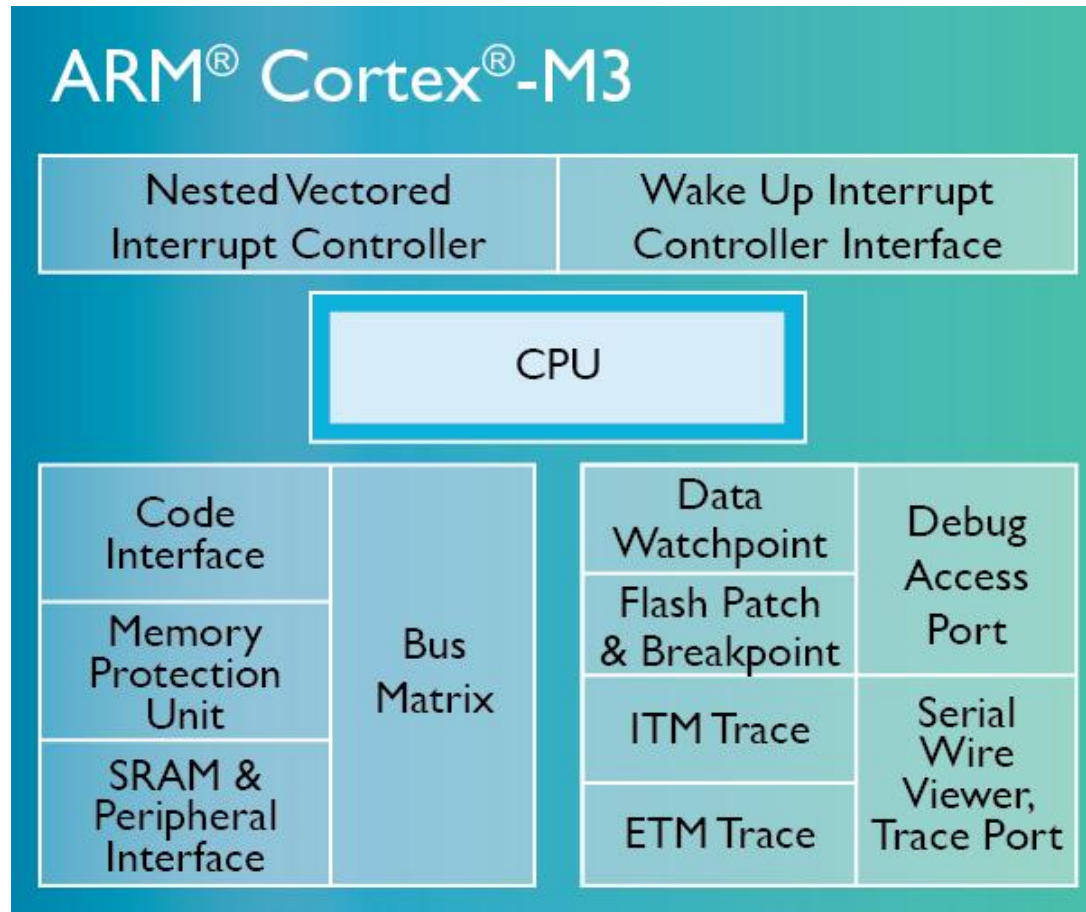 ARM® Cortex®-M3
Nested Vectored
Interrupt Controller
Wake Up Interrupt
Controller Interface
CPU
Code
Interface
Memory
Protection
Unit
SRAM &
Peripheral
Interface
Bus
Matrix
Data
Watchpoint
Flash Patch
& Breakpoint
ITM Trace
ETM Trace
Debug
Access
Port
Serial
Wire
Viewer,
Trace Port